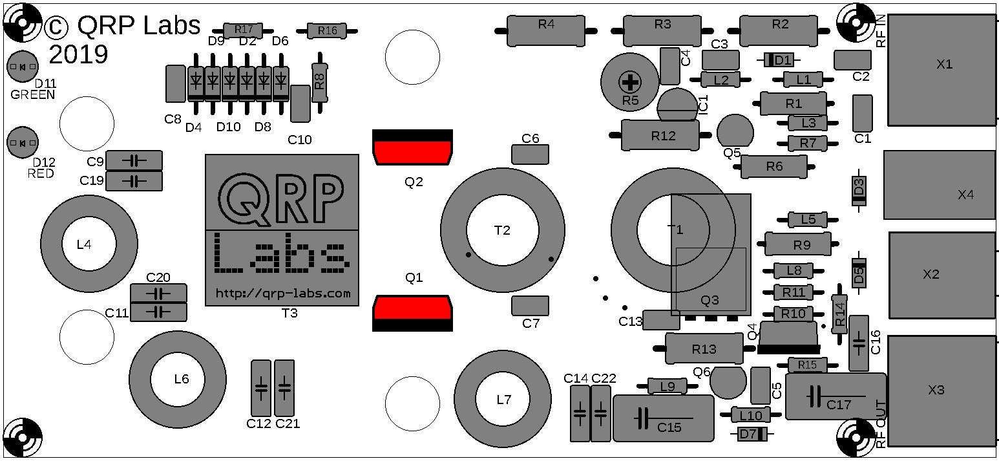 © QRP Labs
2019
R17
R16
D9
D2
D6
R4
R3
R2
RF IN
X1
C4
C3
D1
C2
D11
GREEN
R8
L2
L1
R5
IC1
R1
C8
D4
D10
D8
C10
L3
C1
R12
Q5
R7
C6
D12
RED
C9
C19
R6
Q2
D3
X4
QRP
Labs
http://qrp-labs.com
T3
L4
T2
T1
L5
R9
L8
D5
X2
Q1
C20
C11
R11
Q3
R10
R14
C7
C13
Q4
C16
R13
R15
L6
L7
Q6
C14
C22
L9
C5
X3
C17
C12
C21
C15
L10
D7
RF OUT